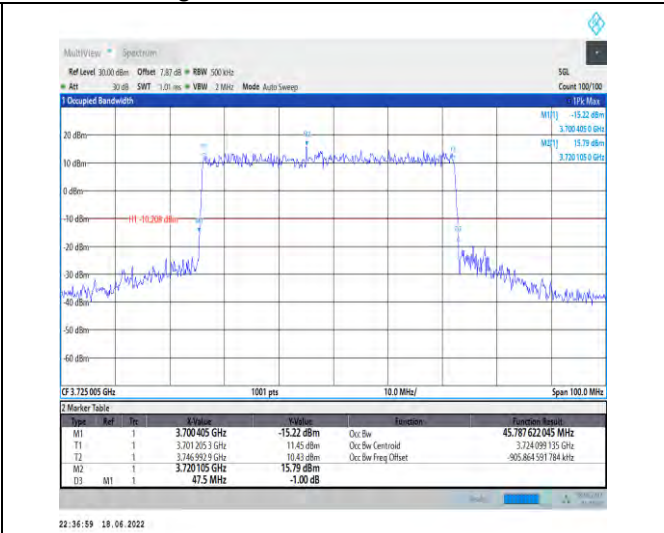 MultiView Spectrum
Ref Level 30.00 dBm Offset 7.87 dB RBW 500 kHz SGL
Att 30 dB SWT 1.01 ms VBW 2 MHz Mode Auto Sweep Count 100/100
1 Occupied Bandwidth 1Pk Max
M1[1] -15.22 dBm
3.700 405 0 GHz
20 dBm
M2[1] 15.79 dBm
3.720 105 0 GHz
10 dBm
0 dBm
-10 dBm H1 -10.208 dBm
-20 dBm
-30 dBm
-40 dBm
-50 dBm
-60 dBm
CF 3.725 005 GHz 1001 pts 10.0 MHz/ Span 100.0 MHz
2 Marker Table
Type Ref Trc X-Value Y-Value Function Function Result
M1 1 3.700 405 GHz -15.22 dBm Occ Bw 45.787 622 045 MHz
T1 1 3.701 205 3 GHz 11.45 dBm Occ Bw Centroid 3.724 099 135 GHz
T2 1 3.746 992 9 GHz 10.43 dBm Occ Bw Freq Offset -905.864 591 784 kHz
M2 1 3.720 105 GHz 15.79 dBm
D3 M1 1 47.5 MHz -1.00 dB
22:36:59 18.06.2022